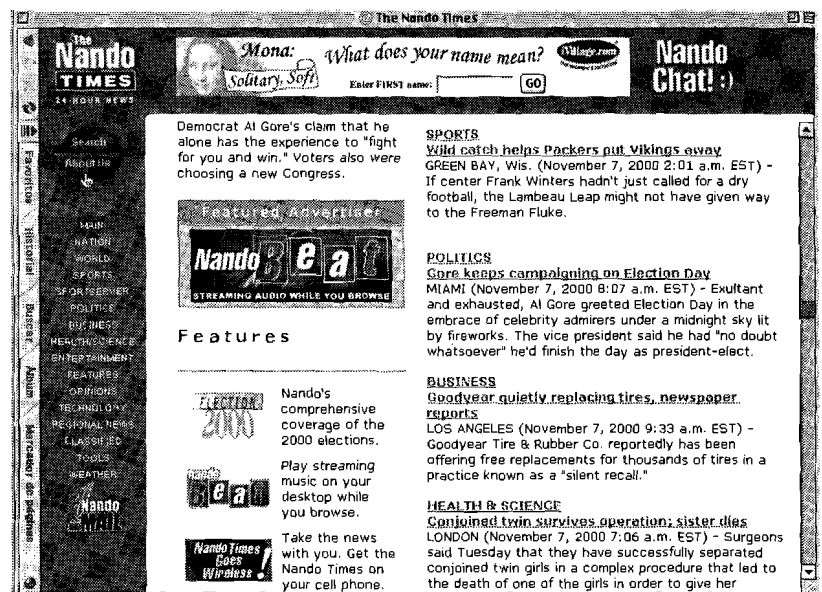 The Nando Times
The
Nando
TIMES
24-HOUR NEWS
Mona:
Solitary, Soft
What does your name mean?
Enter FIRST name:
GO
iVillage.com
Nando
Chat! :)
Favoritos
Historial
Buscar
Álbum
Mercator de páginas
Search
About Us
MAIN
NATION
WORLD
SPORTS
SPORTSERVER
POLITICS
BUSINESS
HEALTH/SCIENCE
ENTERTAINMENT
FEATURES
OPINIONS
TECHNOLOGY
REGIONAL NEWS
CLASSIFIED
TOOLS
WEATHER
Nando
MAIL
Democrat Al Gore's claim that he
alone has the experience to "fight
for you and win." Voters also were
choosing a new Congress.
Featured Advertiser
Nando Beat
STREAMING AUDIO WHILE YOU BROWSE
Features
ELECTION
2000
Nando's
comprehensive
coverage of the
2000 elections.
Beat
Play streaming
music on your
desktop while
you browse.
Nando Times
Goes
Wireless!
Take the news
with you. Get the
Nando Times on
your cell phone.
SPORTS
Wild catch helps Packers put Vikings away
GREEN BAY, Wis. (November 7, 2000 2:01 a.m. EST) -
If center Frank Winters hadn't just called for a dry
football, the Lambeau Leap might not have given way
to the Freeman Fluke.
POLITICS
Gore keeps campaigning on Election Day
MIAMI (November 7, 2000 8:07 a.m. EST) - Exultant
and exhausted, Al Gore greeted Election Day in the
embrace of celebrity admirers under a midnight sky lit
by fireworks. The vice president said he had "no doubt
whatsoever" he'd finish the day as president-elect.
BUSINESS
Goodyear quietly replacing tires, newspaper
reports
LOS ANGELES (November 7, 2000 9:33 a.m. EST) -
Goodyear Tire & Rubber Co. reportedly has been
offering free replacements for thousands of tires in a
practice known as a "silent recall."
HEALTH & SCIENCE
Conjoined twin survives operation; sister dies
LONDON (November 7, 2000 7:06 a.m. EST) - Surgeons
said Tuesday that they have successfully separated
conjoined twin girls in a complex procedure that led to
the death of one of the girls in order to give her